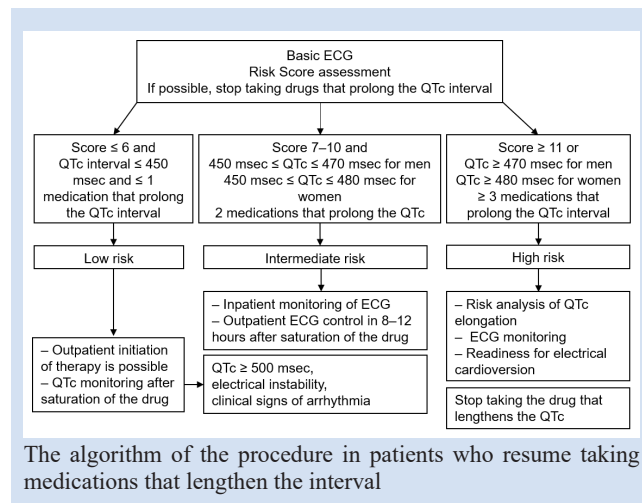 Basic ECG
Risk Score assessment
If possible, stop taking drugs that prolong the QTc interval
Score ≤ 6 and
QTc interval ≤ 450
msec and ≤ 1
medication that prolong
the QTc interval
Score 7–10 and
450 msec ≤ QTc ≤ 470 msec for men
450 msec ≤ QTc ≤ 480 msec for
women
2 medications that prolong the QTc
Score ≥ 11 or
QTc ≥ 470 msec for men
QTc ≥ 480 msec for women
≥ 3 medications that
prolong the QTc interval
Low risk
Intermediate risk
High risk
– Outpatient initiation
of therapy is possible
– QTc monitoring after
saturation of the drug
– Inpatient monitoring of ECG
– Outpatient ECG control in 8–12
hours after saturation of the drug
QTc ≥ 500 msec,
electrical instability,
clinical signs of arrhythmia
– Risk analysis of QTc
elongation
– ECG monitoring
– Readiness for electrical
cardioversion
Stop taking the drug that
lengthens the QTc
The algorithm of the procedure in patients who resume taking
medications that lengthen the interval